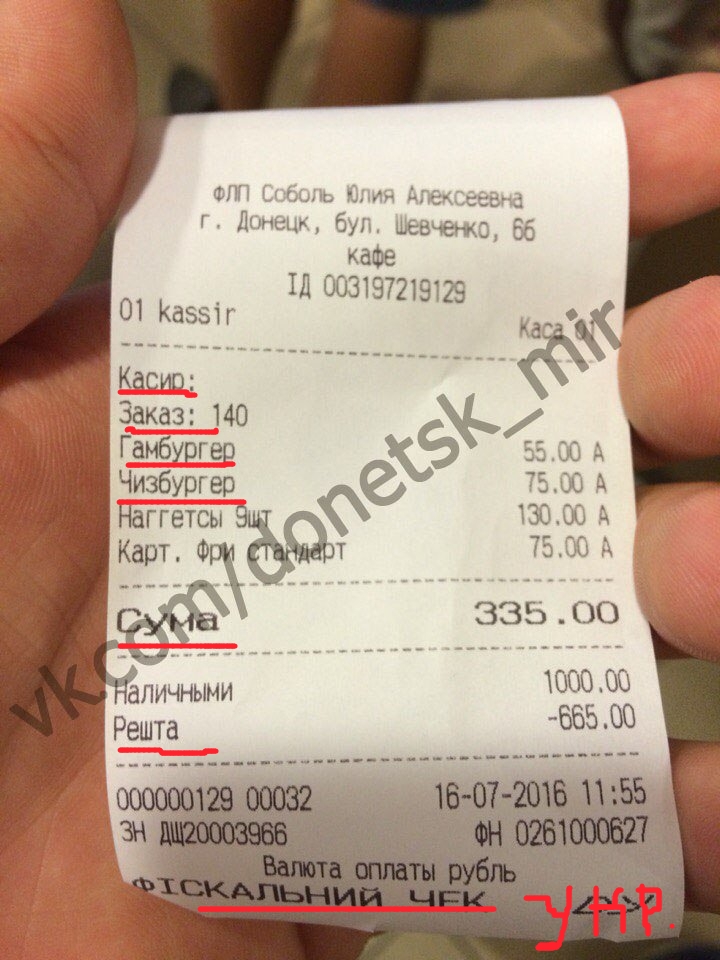 ФЛП Соболь Юлия Алексеевна
г. Донецк, бул. Шевченко, 6б
кафе
ІД 003197219129
01 kassir Каса 01
Касир:
Заказ: 140
Гамбургер 55.00 А
Чизбургер 75.00 А
Наггетсы 9шт 130.00 А
Карт. Фри стандарт 75.00 А
Сума 335.00
Наличными 1000.00
Решта -665.00
000000129 00032 16-07-2016 11:55
ЗН ДЩ20003966 ФН 0261000627
Валюта оплаты рубль
ФІСКАЛЬНИЙ ЧЕК
vk.com/donetsk_mir